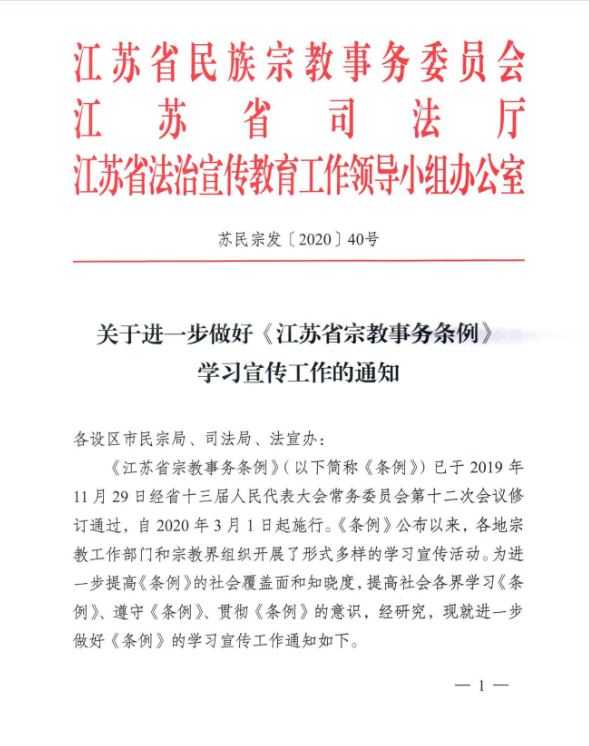 江苏省民族宗教事务委员会
江苏省司法厅
江苏省法治宣传教育工作领导小组办公室
苏民宗发〔2020〕40号
关于进一步做好《江苏省宗教事务条例》
学习宣传工作的通知
各设区市民宗局、司法局、法宣办：
《江苏省宗教事务条例》（以下简称《条例》）已于 2019 年
11 月 29 日经省十三届人民代表大会常务委员会第十二次会议修
订通过，自 2020 年 3 月 1 日起施行。《条例》公布以来，各地宗
教工作部门和宗教界组织开展了形式多样的学习宣传活动。为进
一步提高《条例》的社会覆盖面和知晓度，提高社会各界学习《条
例》、遵守《条例》、贯彻《条例》的意识，经研究，现就进一步
做好《条例》的学习宣传工作通知如下。
— 1 —